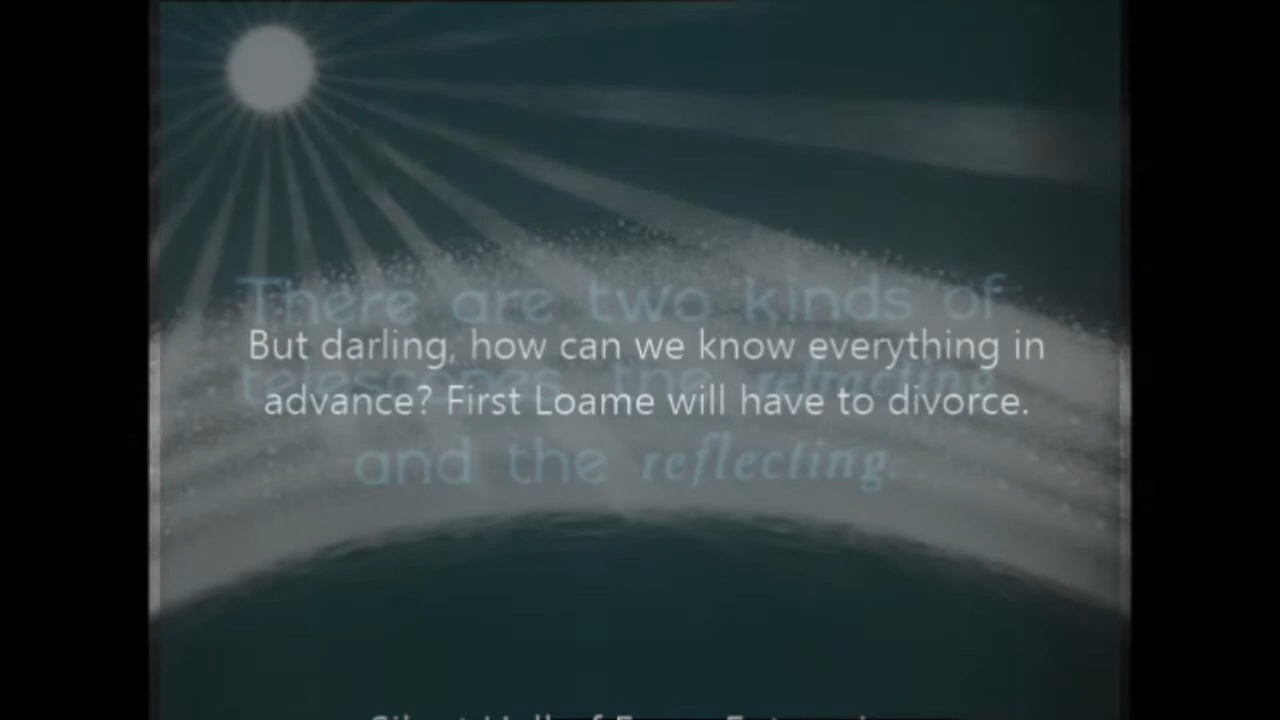 There are two kinds of
But darling, how can we know everything in
telescopes, the refracting
advance? First Loame will have to divorce.
and the reflecting.